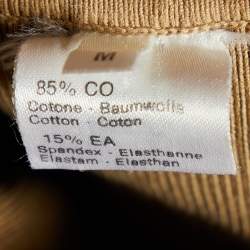 M
85% CO
Cotone - Baumwolle
Cotton - Coton
15% EA
Spandex - Elasthanne
Elastam - Elasthan